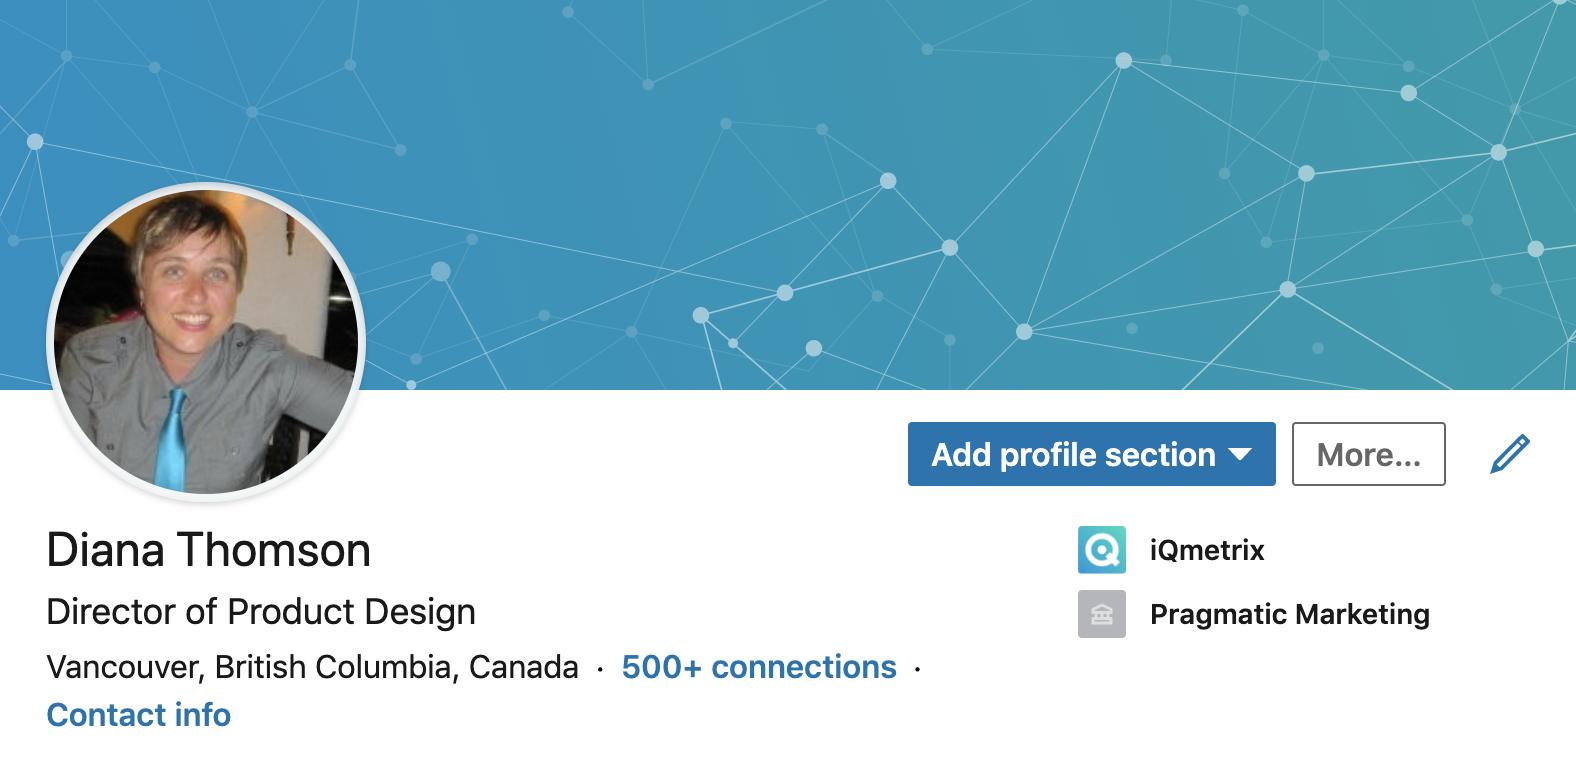 Add profile section
More...
Diana Thomson
iQmetrix
Director of Product Design
Pragmatic Marketing
Vancouver, British Columbia, Canada · 500+ connections ·
Contact info